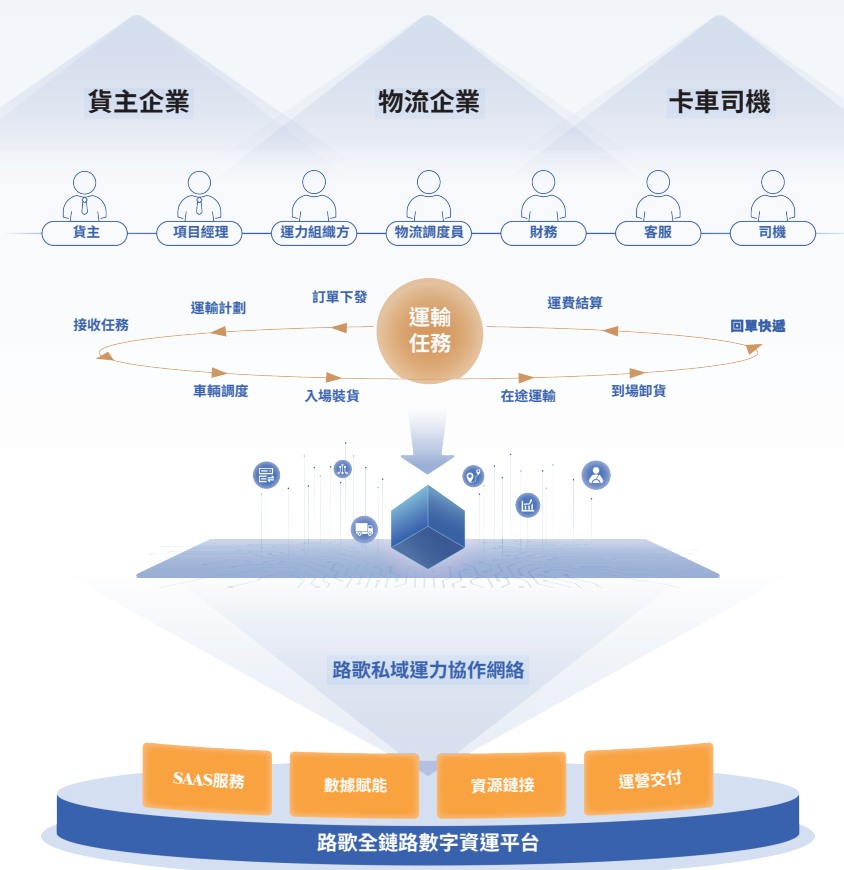 貨主企業
物流企業
卡車司機
貨主
項目經理
運力組織方
物流調度員
財務
客服
司機
訂單下發
運輸計劃
接收任務
運輸
任務
運費結算
回單快遞
車輛調度
入場裝貨
在途運輸
到場卸貨
路歌私域運力協作網絡
SAAS服務
數據賦能
資源鏈接
運營交付
路歌全鏈路數字資運平台